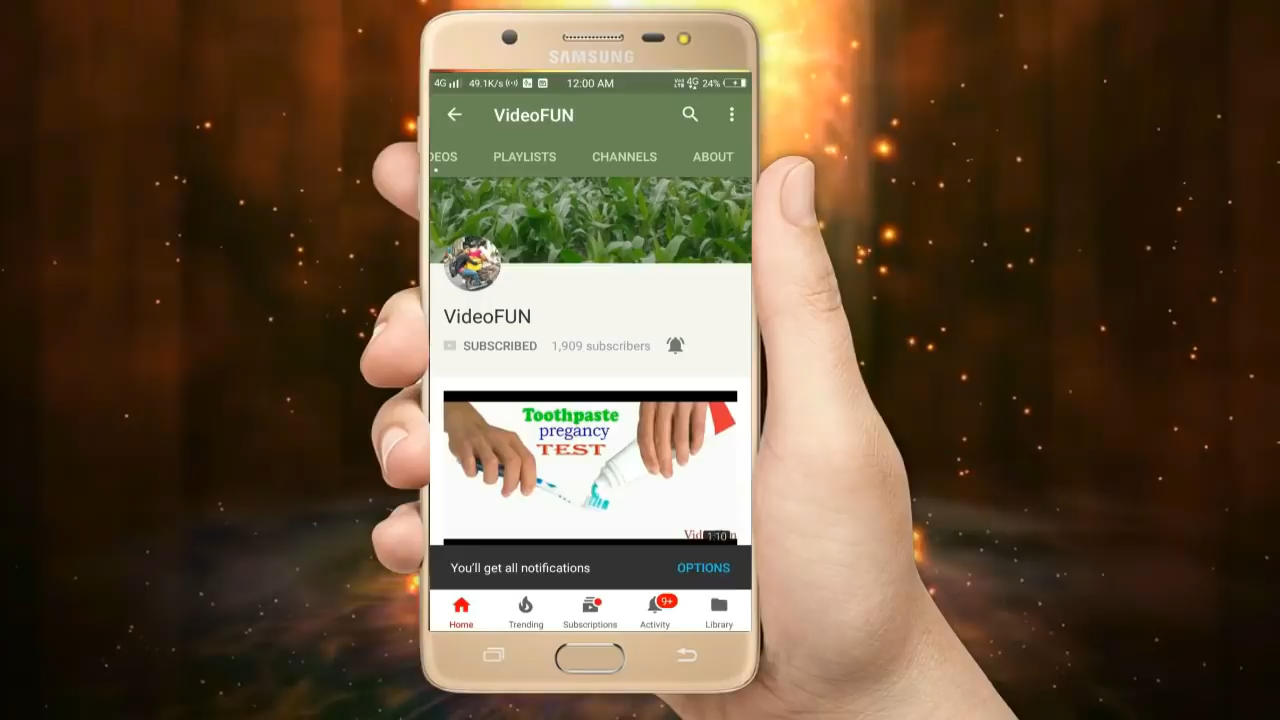 SAMSUNG
4G 49.1K/s 12:00 AM 4G 24%
VideoFUN
DEOS PLAYLISTS CHANNELS ABOUT
VideoFUN
SUBSCRIBED 1,909 subscribers
Toothpaste
pregancy
TEST
1:10
You'll get all notifications OPTIONS
9+
Home Trending Subscriptions Activity Library